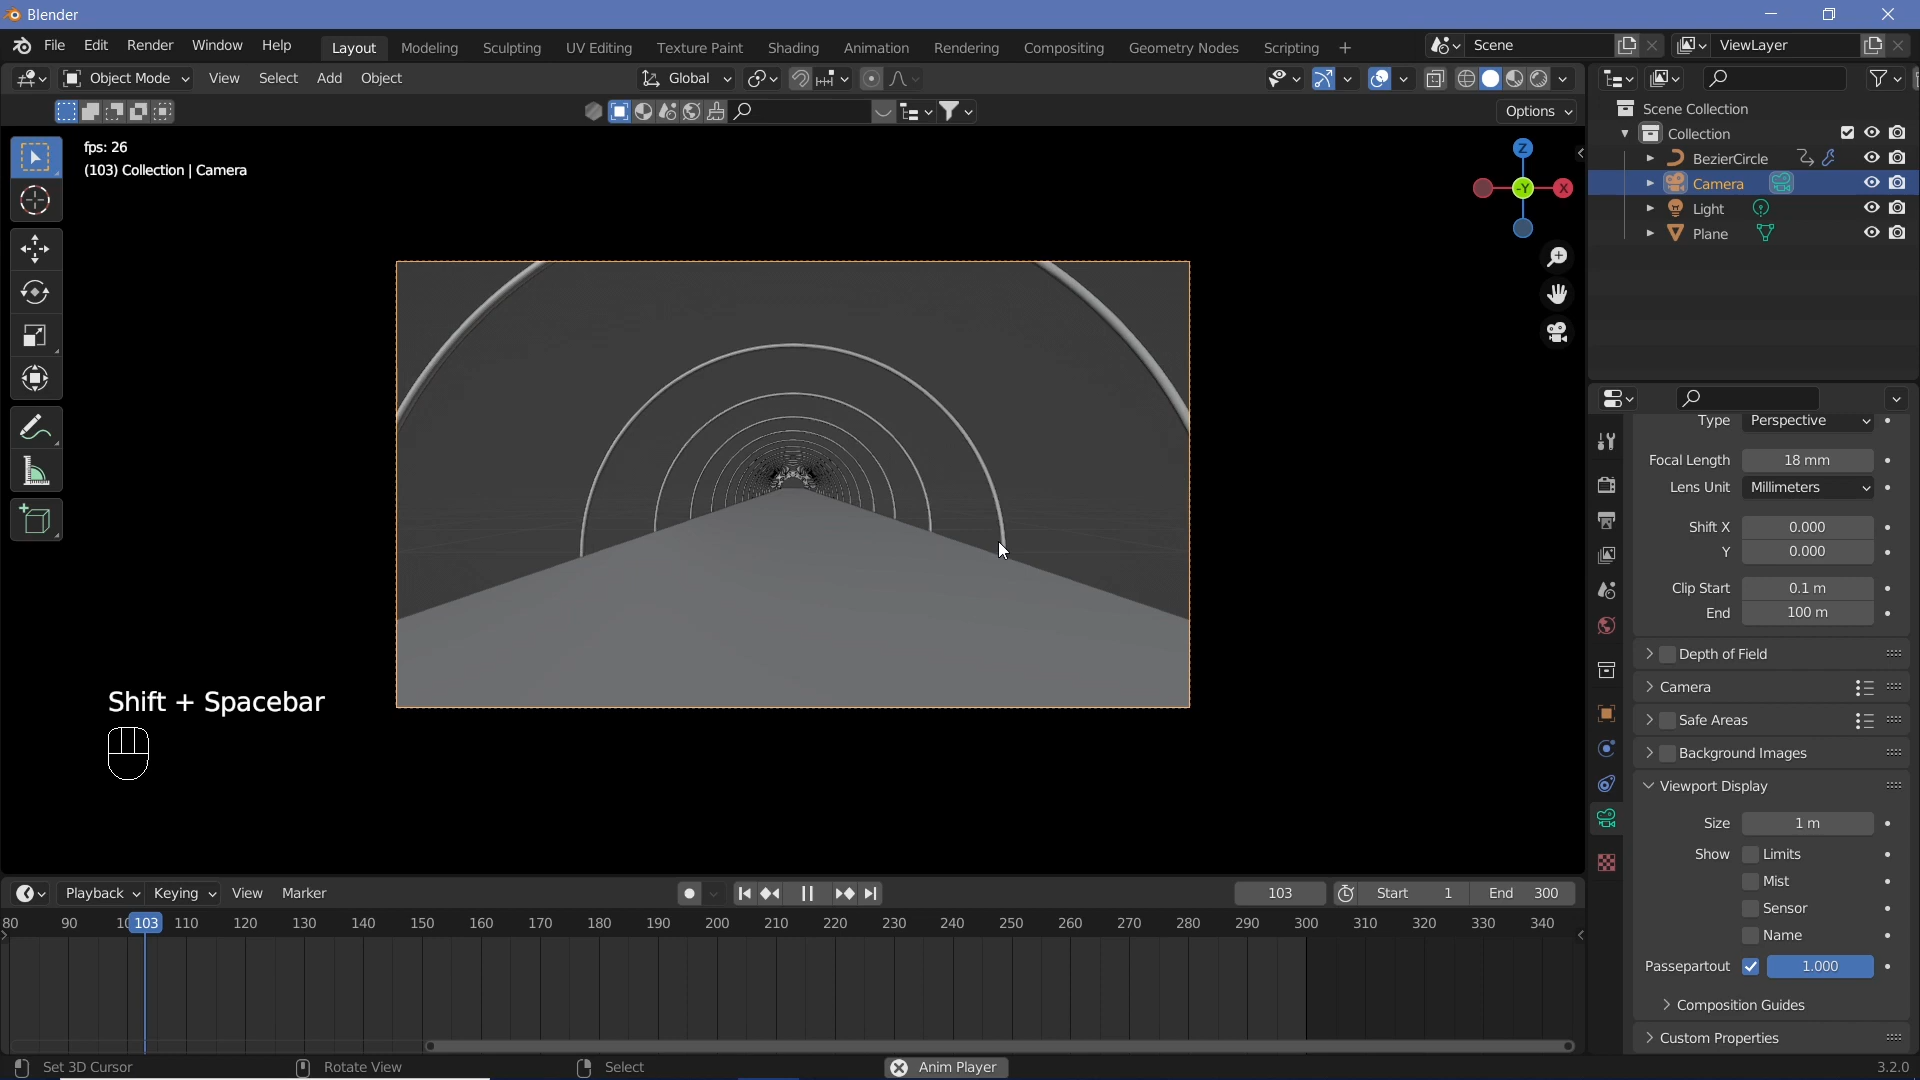 Blender
File Edit Render Window Help Layout Modeling Sculpting UV Editing Texture Paint Shading Animation Rendering Compositing Geometry Nodes Scripting + Scene ViewLayer
Object Mode View Select Add Object Global
Options
fps: 26
(103) Collection | Camera
Z
-Y X
Shift + Spacebar
Scene Collection
Collection
BezierCircle
Camera
Light
Plane
Type Perspective
Focal Length 18 mm
Lens Unit Millimeters
Shift X 0.000
Y 0.000
Clip Start 0.1 m
End 100 m
Depth of Field
Camera
Safe Areas
Background Images
Viewport Display
Size 1 m
Show Limits
Mist
Sensor
Name
Passepartout 1.000
Composition Guides
Custom Properties
Playback Keying View Marker 103 Start 1 End 300
80 90 10 103 110 120 130 140 150 160 170 180 190 200 210 220 230 240 250 260 270 280 290 300 310 320 330 340
Set 3D Cursor Rotate View Select Anim Player 3.2.0